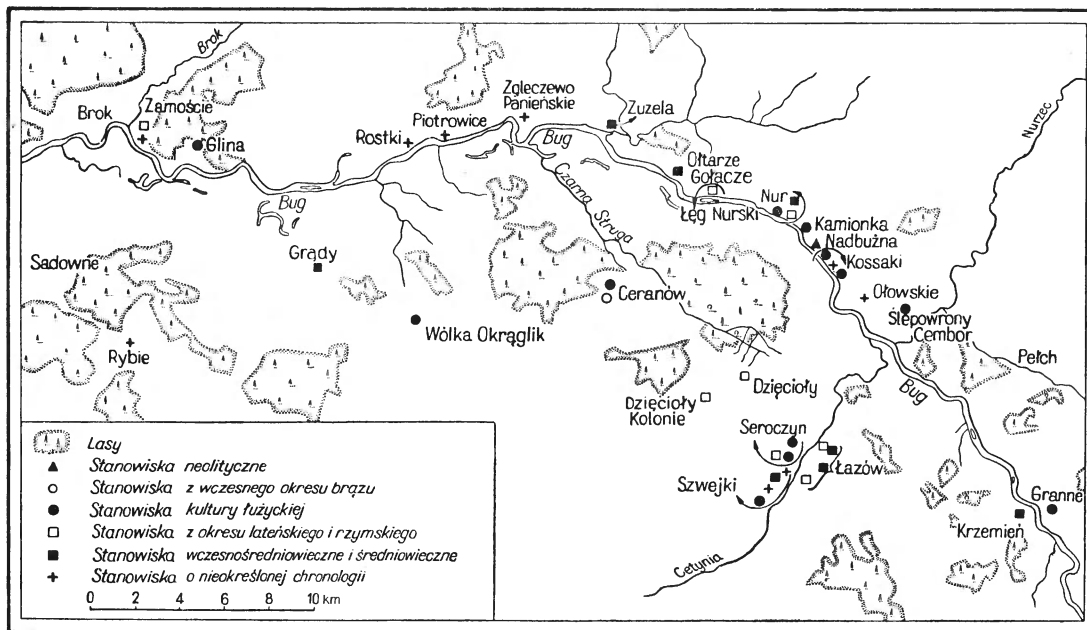 Brok
Brok
Zamoście
Glina
Bug
Rostki
Piotrowice
Zgleczewo
Panieńskie
Bug
Zuzela
Czarna Struga
Ołtarze
Gołacze
Łęg Nurski
Nur
Kamionka
Nadbużna
Kossaki
Nurzec
Ołowskie
Ślepowrony
Cembor
Pełch
Bug
Sadowne
Grądy
Rybie
Wólka Okrąglik
Ceranów
Dzięcioły
Dzięcioły
Kolonie
Seroczyn
Szwejki
Łazów
Cetynia
Krzemień
Granne
Lasy
Stanowiska neolityczne
Stanowiska z wczesnego okresu brązu
Stanowiska kultury łużyckiej
Stanowiska z okresu lateńskiego i rzymskiego
Stanowiska wczesnośredniowieczne i średniowieczne
Stanowiska o nieokreślonej chronologii
0 2 4 6 8 10 km